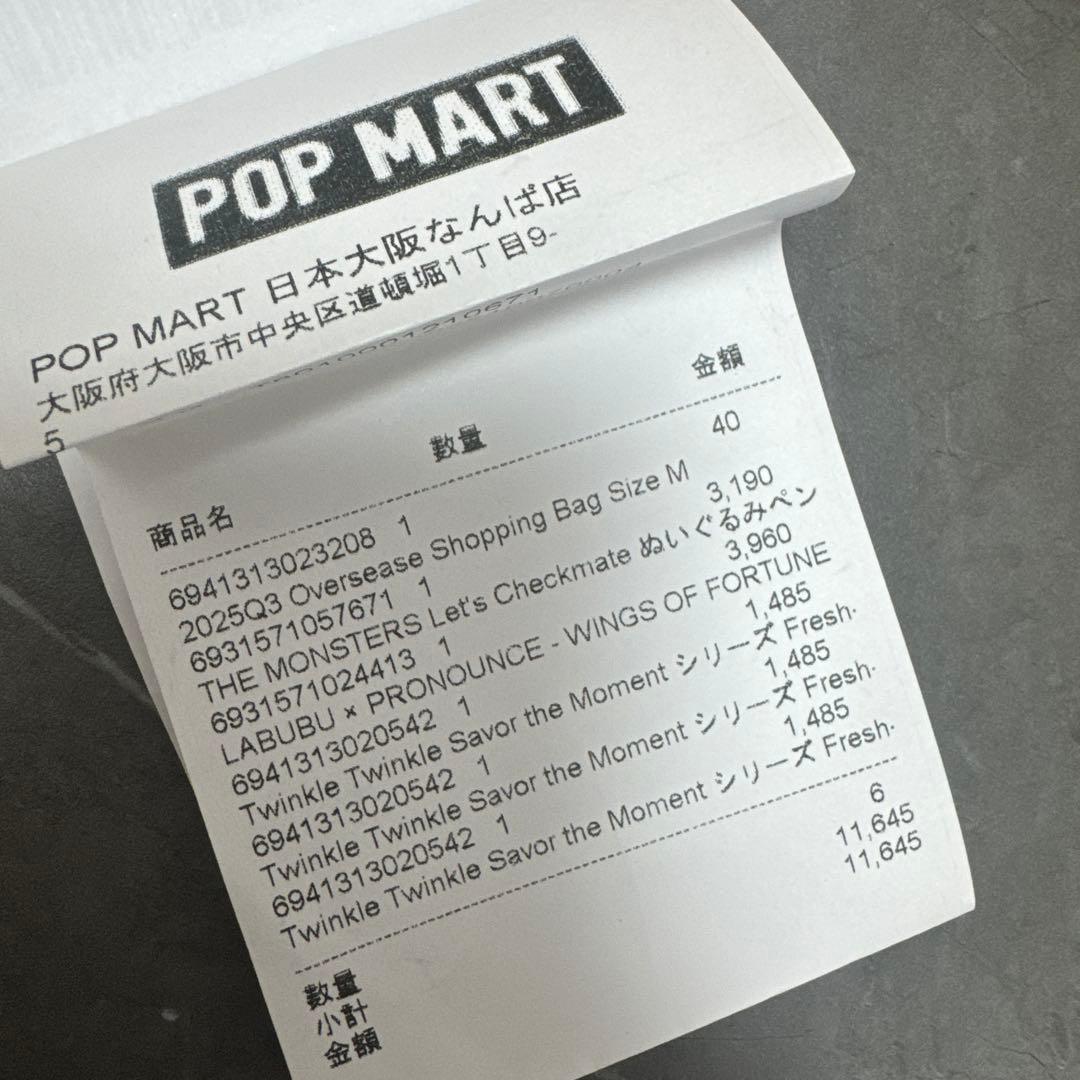 POP MART
POP MART 日本大阪なんば店
大阪府大阪市中央区道頓堀1丁目9-
5
商品名 数量 金額
6941313023208 1 40
2025Q3 Oversease Shopping Bag Size M
6931571057671 1 3,190
THE MONSTERS Let's Checkmate ぬいぐるみペン
6931571024413 1 3,960
LABUBU × PRONOUNCE - WINGS OF FORTUNE
6941313020542 1 1,485
Twinkle Twinkle Savor the Moment シリーズ Fresh.
6941313020542 1 1,485
Twinkle Twinkle Savor the Moment シリーズ Fresh.
6941313020542 1 1,485
Twinkle Twinkle Savor the Moment シリーズ Fresh.
数量 6
小計 11,645
金額 11,645